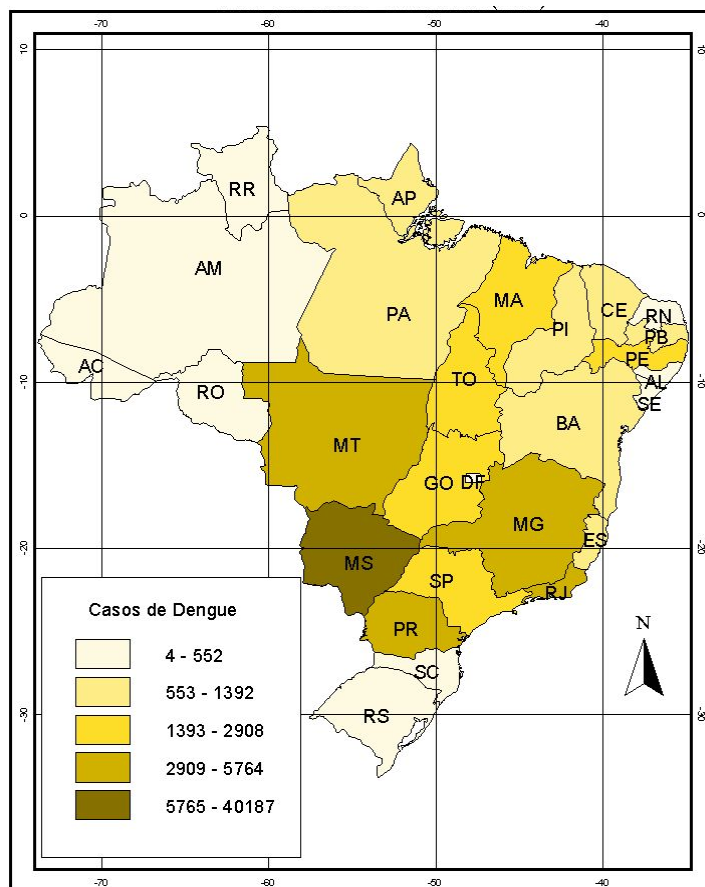 -70 -60 -50 -40
10 10
RR
AP
0 0
AM
PA MA CE RN
PI PB
AC PE
-10 RO TO AL -10
SE
BA
MT
GO DF
MG
ES
-20 MS -20
SP RJ
Casos de Dengue
PR N
4 - 552
SC
553 - 1392
RS
-30 1393 - 2908 -30
2909 - 5764
5765 - 40187
-70 -60 -50 -40